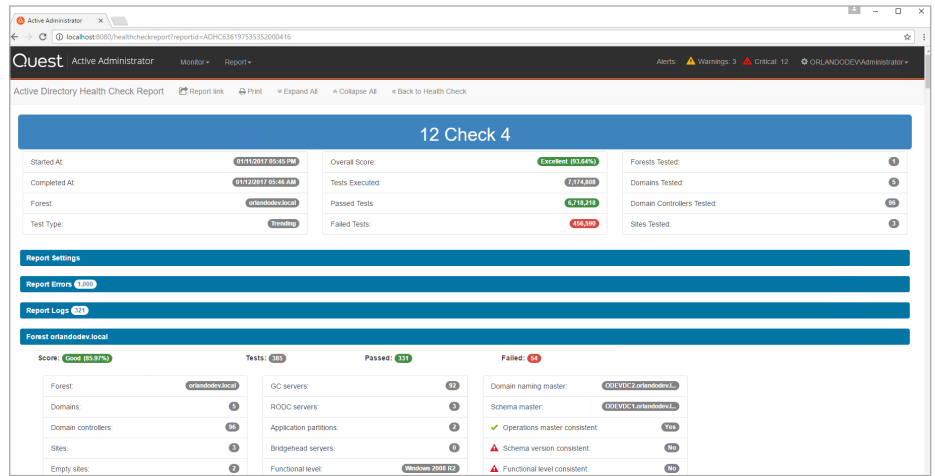 Active Administrator
localhost:8080/healthcheckreport?reportid=ADHC636197535352000416
Quest Active Administrator Monitor Report Alerts: Warnings: 3 Critical: 12 ORLANDODEV\Administrator
Active Directory Health Check Report Report link Print Expand All Collapse All « Back to Health Check
12 Check 4
Started At: 01/11/2017 05:45 PM Overall Score: Excellent (93.64%) Forests Tested: 1
Completed At: 01/12/2017 05:46 AM Tests Executed: 7,174,808 Domains Tested: 5
Forest: orlandodev.local Passed Tests: 6,718,218 Domain Controllers Tested: 96
Test Type: Trending Failed Tests: 456,590 Sites Tested: 3
Report Settings
Report Errors 1,000
Report Logs 321
Forest orlandodev.local
Score: Good (85.97%) Tests: 385 Passed: 331 Failed: 54
Forest: orlandodev.local GC servers: 92 Domain naming master: ODEVDC2.orlandodev.l...
Domains: 5 RODC servers: 3 Schema master: ODEVDC1.orlandodev.l...
Domain controllers: 96 Application partitions: 2 Operations master consistent: Yes
Sites: 3 Bridgehead servers: 0 Schema version consistent: No
Empty sites: 2 Functional level: Windows 2008 R2 Functional level consistent: No